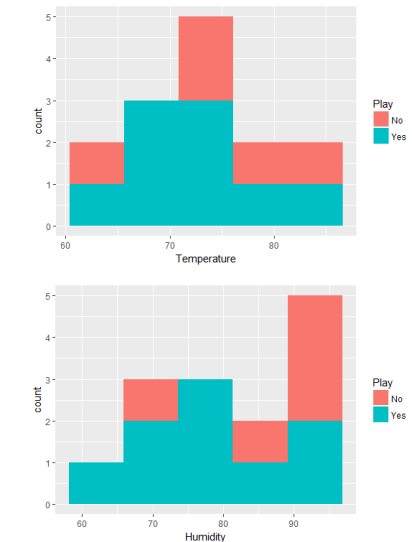 5
4
3
2
1
0
count
60 70 80
Temperature
Play
No
Yes
5
4
3
2
1
0
count
60 70 80 90
Humidity
Play
No
Yes